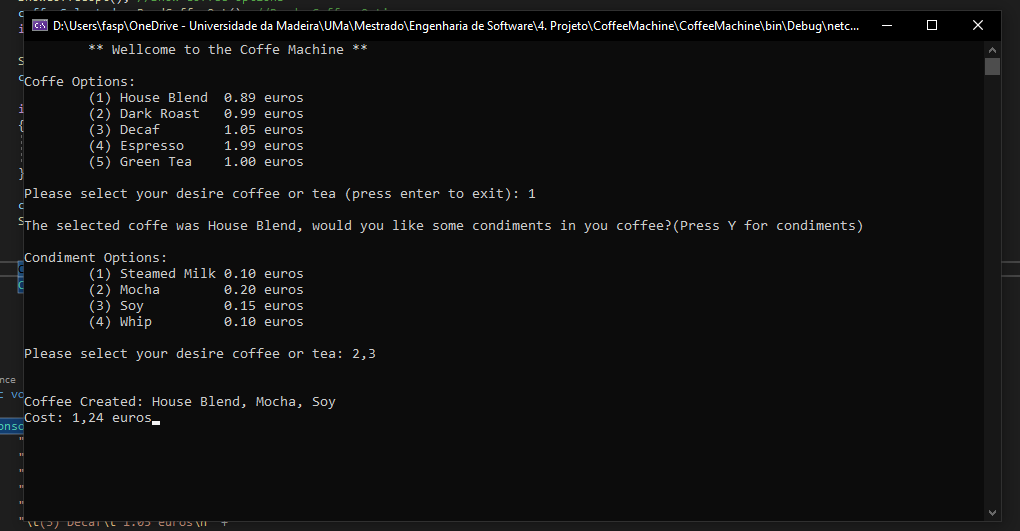 D:\Users\fasp\OneDrive - Universidade da Madeira\UMa\Mestrado\Engenharia de Software\4. Projeto\CoffeeMachine\CoffeeMachine\bin\Debug\netc...
** Wellcome to the Coffe Machine **
Coffe Options:
(1) House Blend 0.89 euros
(2) Dark Roast 0.99 euros
(3) Decaf 1.05 euros
(4) Espresso 1.99 euros
(5) Green Tea 1.00 euros
Please select your desire coffee or tea (press enter to exit): 1
The selected coffe was House Blend, would you like some condiments in you coffee?(Press Y for condiments)
Condiment Options:
(1) Steamed Milk 0.10 euros
(2) Mocha 0.20 euros
(3) Soy 0.15 euros
(4) Whip 0.10 euros
Please select your desire coffee or tea: 2,3
Coffee Created: House Blend, Mocha, Soy
Cost: 1,24 euros
"\t(3) Decaf\t 1.05 euros\n" +